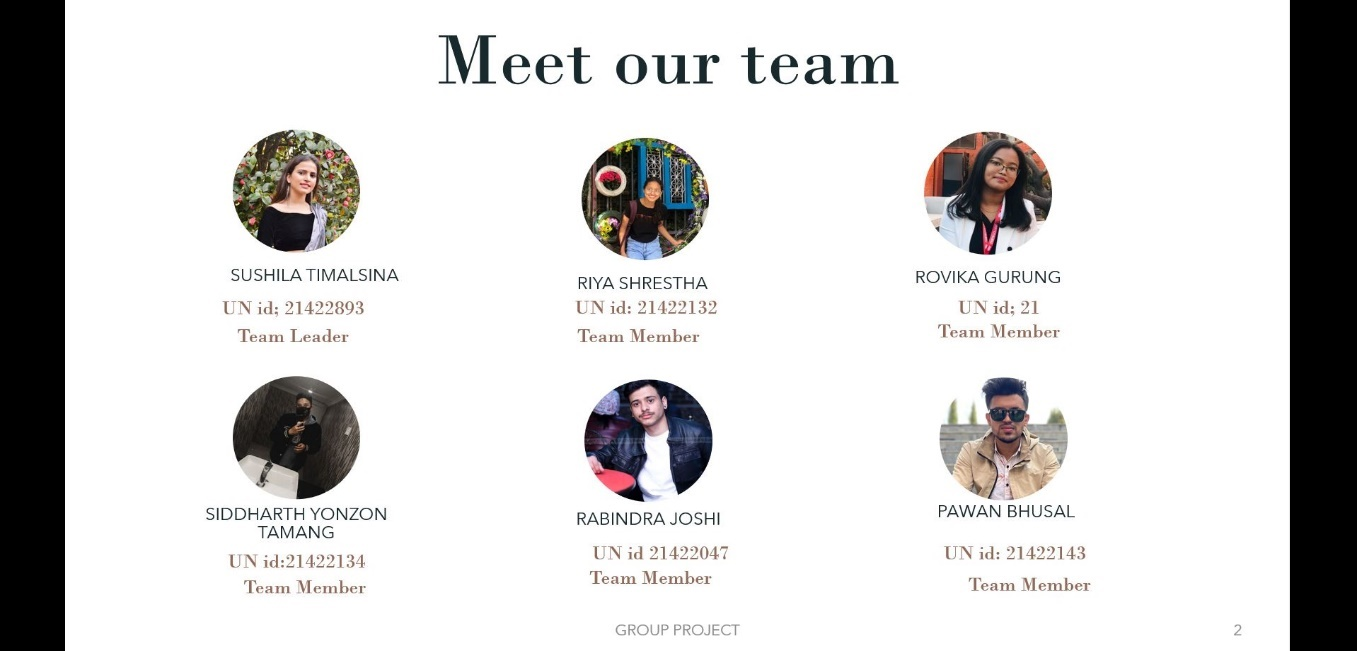 Meet our team
SUSHILA TIMALSINA
UN id; 21422893
Team Leader
RIYA SHRESTHA
UN id: 21422132
Team Member
ROVIKA GURUNG
UN id; 21
Team Member
SIDDHARTH YONZON
TAMANG
UN id:21422134
Team Member
RABINDRA JOSHI
UN id 21422047
Team Member
PAWAN BHUSAL
UN id: 21422143
Team Member
GROUP PROJECT
2